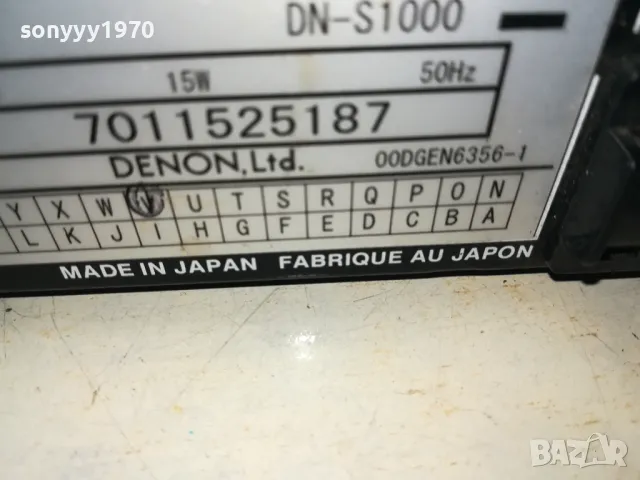 sonyyy1970
DN-S1000
15W 50Hz
7011525187
DENON,Ltd. 00DGEN6356-1
Y X W V U T S R Q P O N
L K J I H G F E D C B A
MADE IN JAPAN FABRIQUE AU JAPON
BAZAR